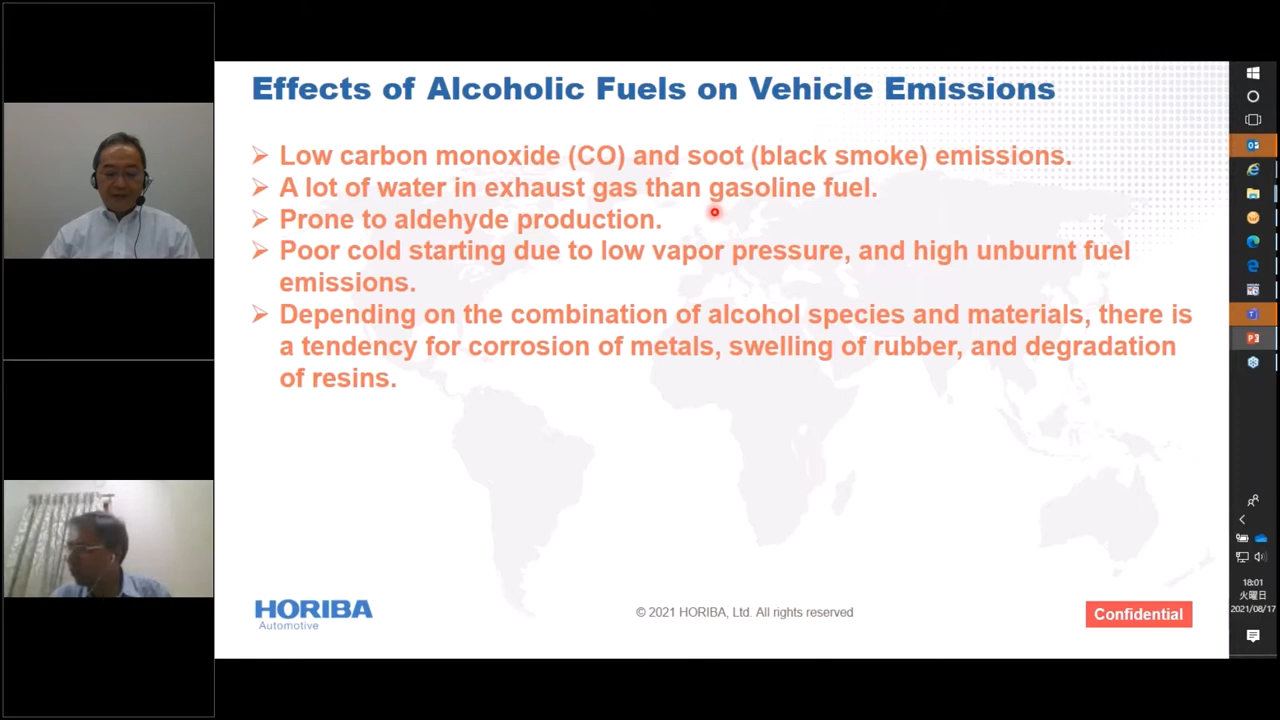 Effects of Alcoholic Fuels on Vehicle Emissions
Low carbon monoxide (CO) and soot (black smoke) emissions.
A lot of water in exhaust gas than gasoline fuel.
Prone to aldehyde production.
Poor cold starting due to low vapor pressure, and high unburnt fuel
emissions.
Depending on the combination of alcohol species and materials, there is
a tendency for corrosion of metals, swelling of rubber, and degradation
of resins.
HORIBA
Automotive
© 2021 HORIBA, Ltd. All rights reserved
Confidential
18:01
火曜日
2021/08/17